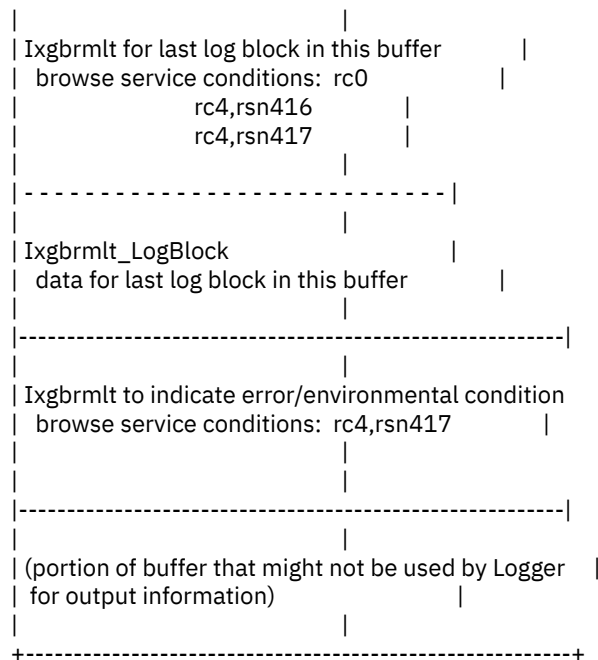 Ixgbrmlt for last log block in this buffer
browse service conditions: rc0
rc4,rsn416
rc4,rsn417
Ixgbrmlt_LogBlock
data for last log block in this buffer
Ixgbrmlt to indicate error/environmental condition
browse service conditions: rc4,rsn417
(portion of buffer that might not be used by Logger
for output information)